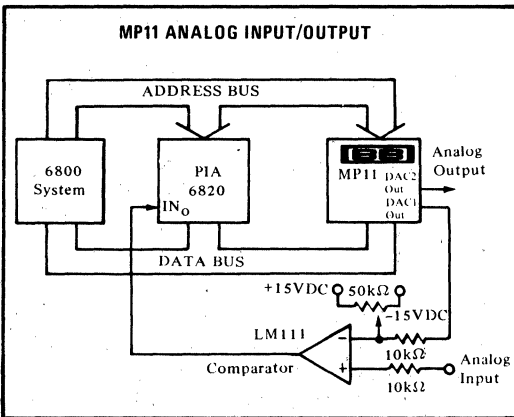 MP11 ANALOG INPUT/OUTPUT
ADDRESS BUS
6800
System
PIA
6820
IN₀
BB
MP11
DAC2
Out
DAC1
Out
Analog
Output
DATA BUS
+15VDC
50kΩ
-15VDC
LM111
Comparator
10kΩ
10kΩ
Analog
Input